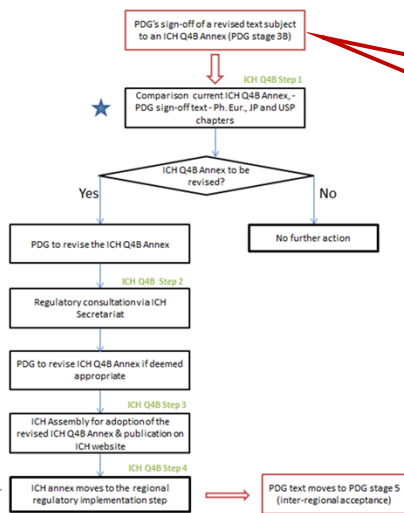 PDG's sign-off of a revised text subject
to an ICH Q4B Annex (PDG stage 3B)
ICH Q4B Step 1
Comparison current ICH Q4B Annex, -
PDG sign-off text - Ph. Eur., JP and USP
chapters
ICH Q4B Annex to be
revised?
Yes
No
PDG to revise the ICH Q4B Annex
No further action
ICH Q4B Step 2
Regulatory consultation via ICH
Secretariat
PDG to revise ICH Q4B Annex if deemed
appropriate
ICH Q4B Step 3
ICH Assembly for adoption of the
revised ICH Q4B Annex & publication on
ICH website
ICH Q4B Step 4
ICH annex moves to the regional
regulatory implementation step
PDG text moves to PDG stage 5
(inter-regional acceptance)